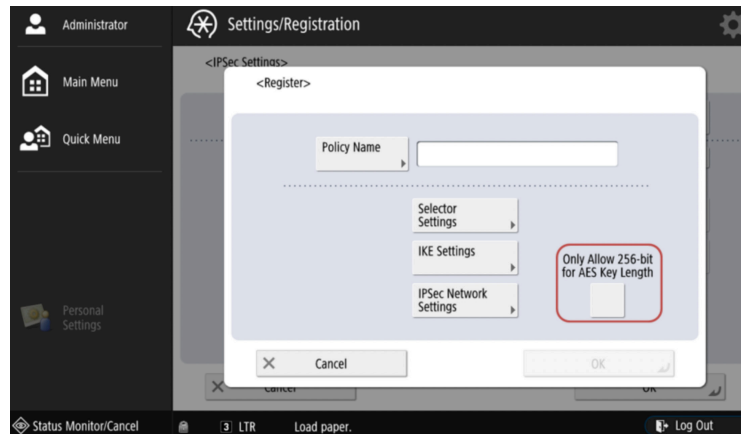 Administrator
Settings/Registration
Main Menu
Quick Menu
Personal
Settings
<IPSec Settings>
<Register>
Policy Name
Selector
Settings
IKE Settings
IPSec Network
Settings
Only Allow 256-bit
for AES Key Length
Cancel
OK
Cancel
OK
Status Monitor/Cancel
3 LTR Load paper.
Log Out